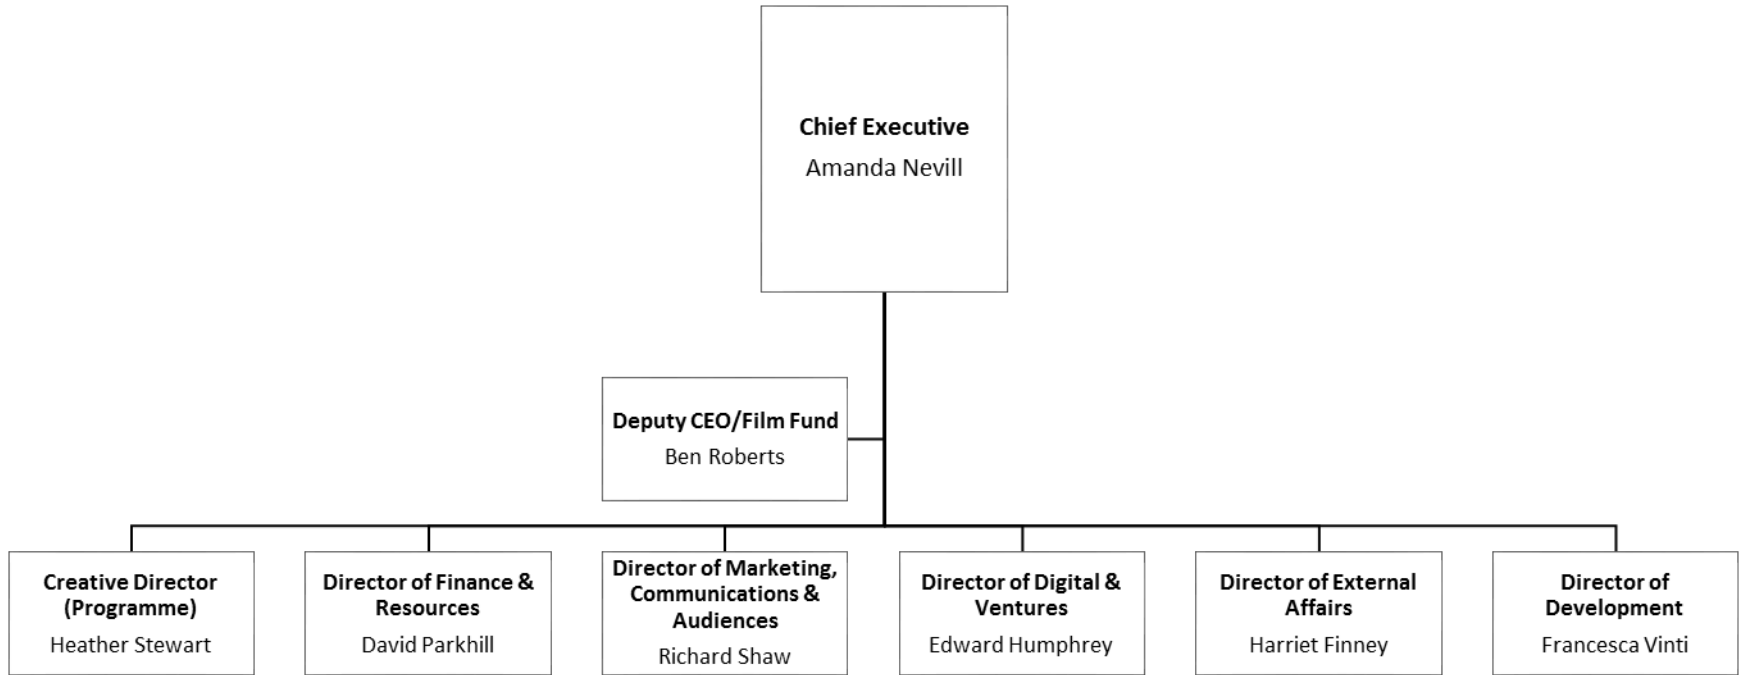 Chief Executive
Amanda Nevill
Deputy CEO/Film Fund
Ben Roberts
Creative Director
(Programme)
Heather Stewart
Director of Finance &
Resources
David Parkhill
Director of Marketing,
Communications &
Audiences
Richard Shaw
Director of Digital &
Ventures
Edward Humphrey
Director of External
Affairs
Harriet Finney
Director of
Development
Francesca Vinti